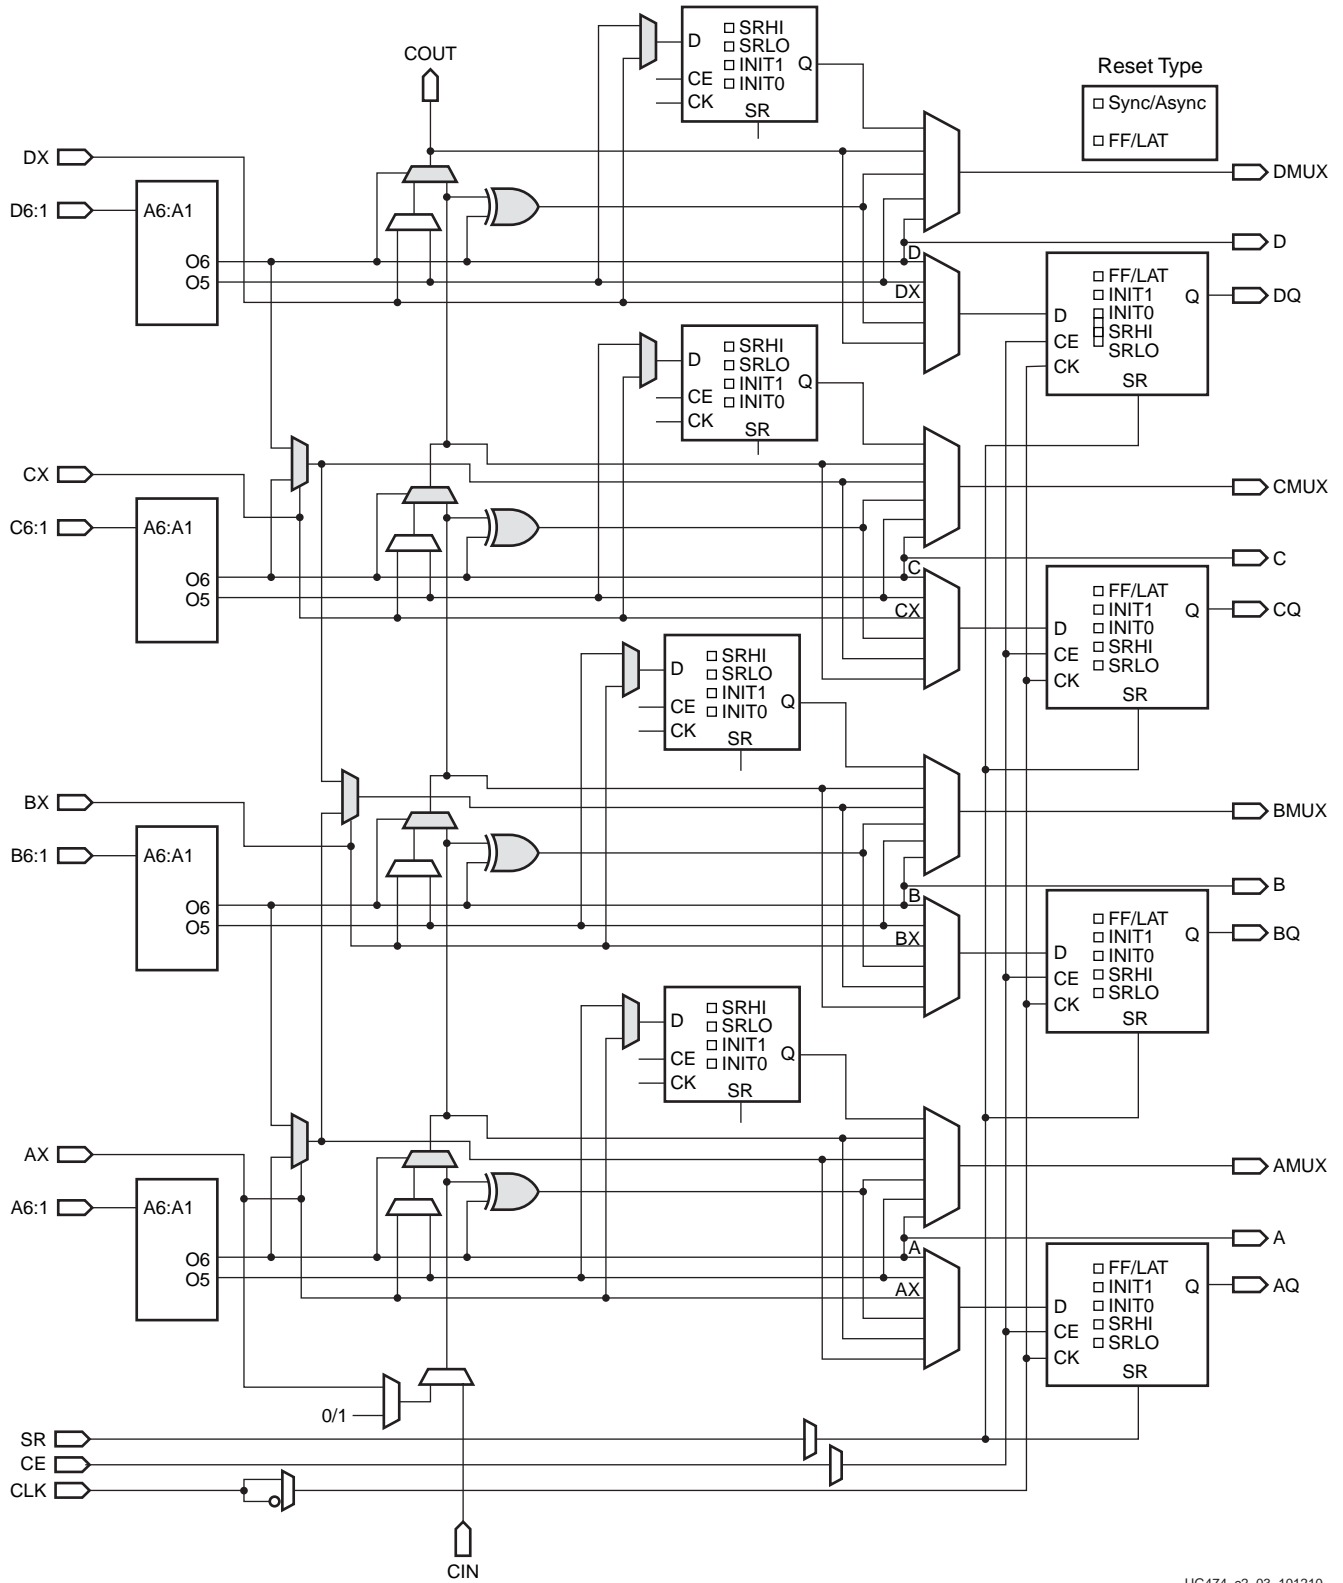 COUT
Reset Type
Sync/Async
FF/LAT
SRHI
SRLO
INIT1
INIT0
D
CE
CK
Q
SR
DX
D6:1
A6:A1
O6
O5
DMUX
D
D
DX
FF/LAT
INIT1
INIT0
SRHI
SRLO
D
CE
CK
Q
SR
DQ
SRHI
SRLO
INIT1
INIT0
D
CE
CK
Q
SR
CX
C6:1
A6:A1
O6
O5
CMUX
C
C
CX
FF/LAT
INIT1
INIT0
SRHI
SRLO
D
CE
CK
Q
SR
CQ
SRHI
SRLO
INIT1
INIT0
D
CE
CK
Q
SR
BX
B6:1
A6:A1
O6
O5
BMUX
B
B
BX
FF/LAT
INIT1
INIT0
SRHI
SRLO
D
CE
CK
Q
SR
BQ
SRHI
SRLO
INIT1
INIT0
D
CE
CK
Q
SR
AX
A6:1
A6:A1
O6
O5
AMUX
A
A
AX
FF/LAT
INIT1
INIT0
SRHI
SRLO
D
CE
CK
Q
SR
AQ
0/1
SR
CE
CLK
CIN